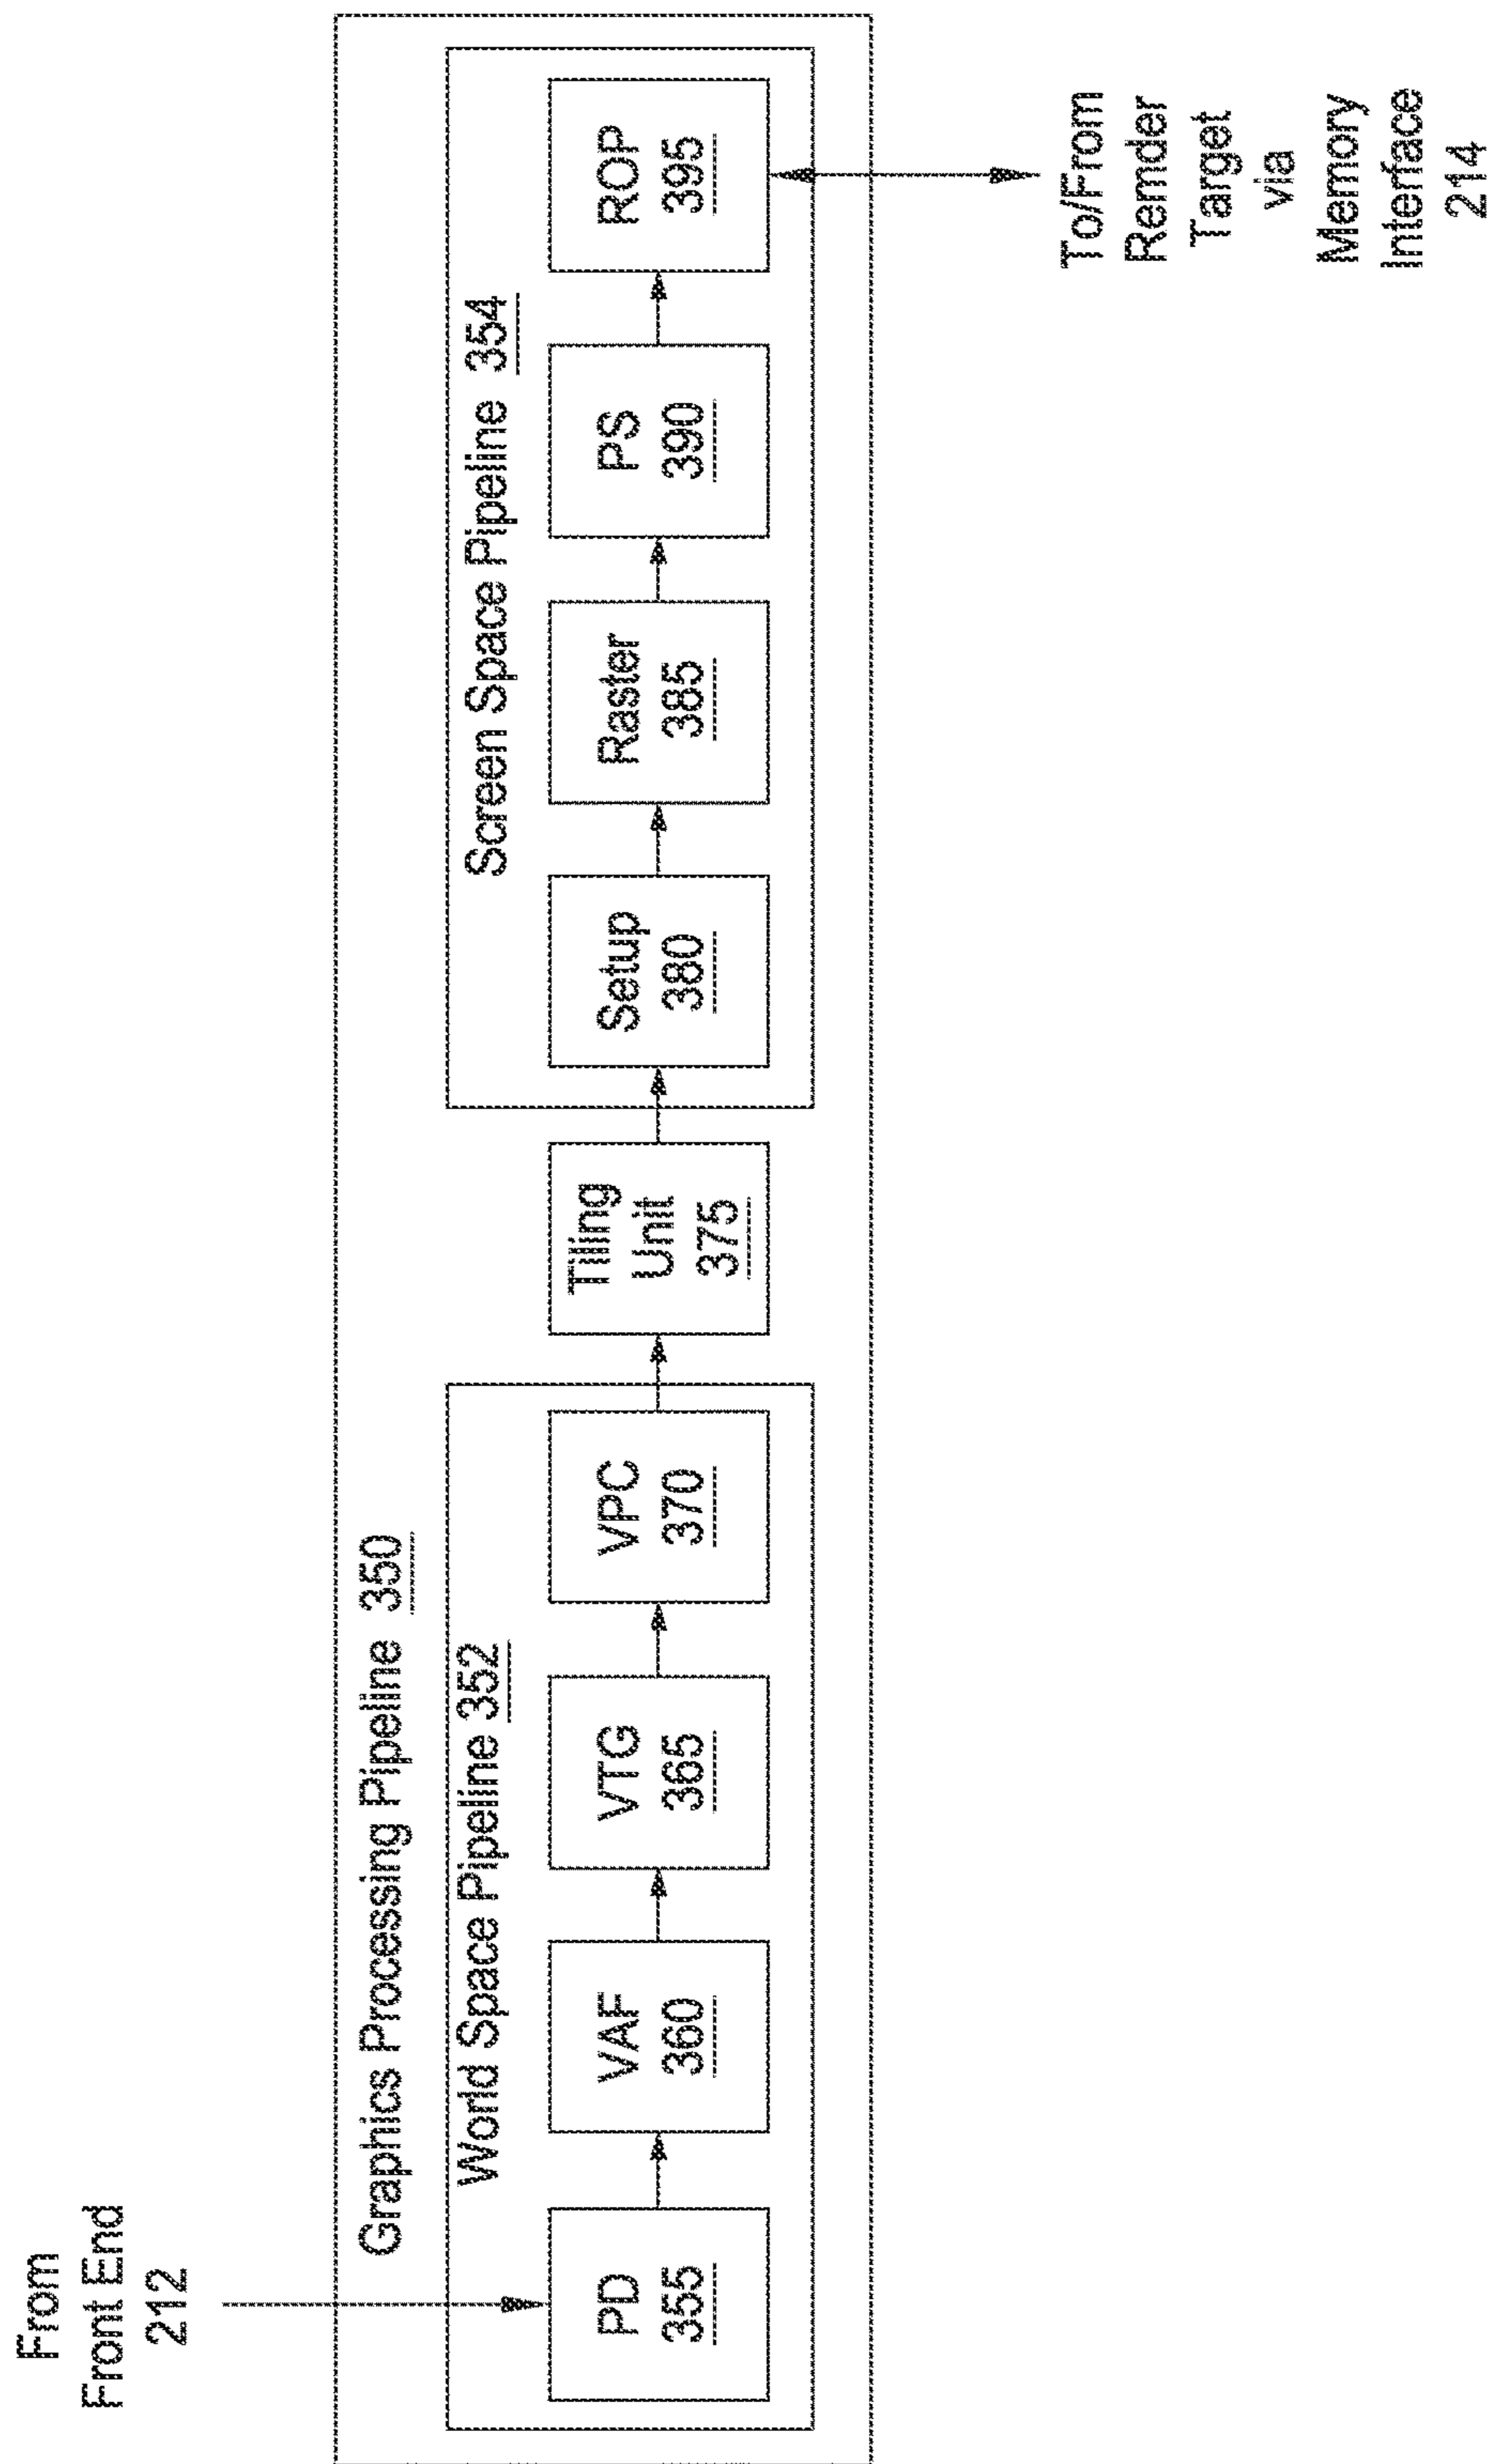 From
Front End
212
Graphics Processing Pipeline 350
World Space Pipeline 352
PD
355
VAF
360
VTG
365
VPC
370
Tiling
Unit
375
Screen Space Pipeline 354
Setup
380
Raster
385
PS
390
ROP
395
To/From
Remder
Target
via
Memory
Interface
214